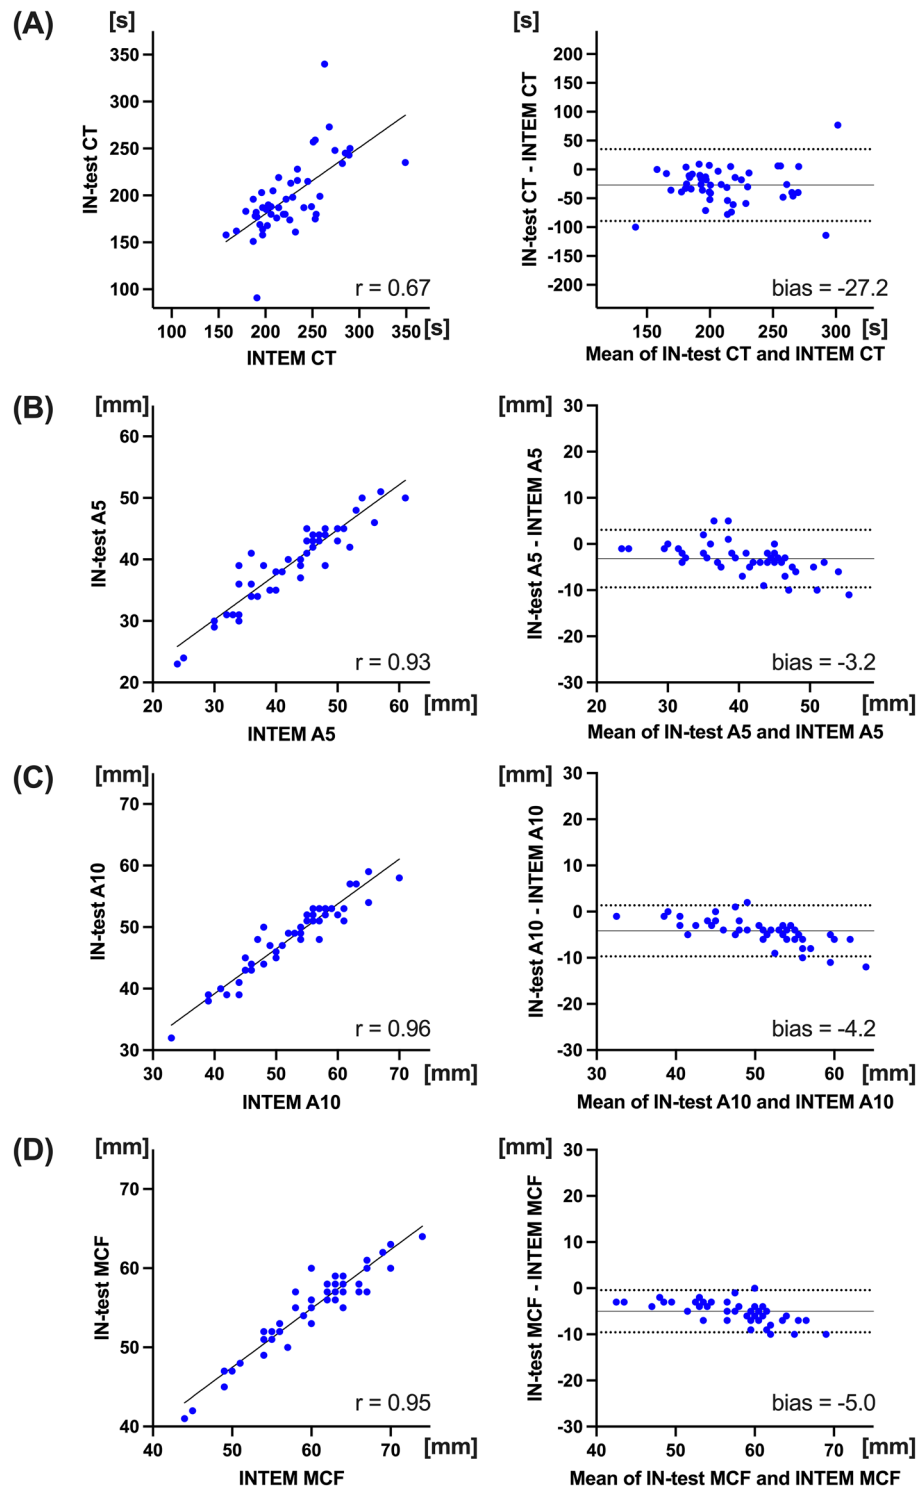 (A)
[s]
IN-test CT
350
300
250
200
150
100
r = 0.67
100 150 200 250 300 350 [s]
INTEM CT
[s]
IN-test CT - INTEM CT
200
150
100
50
0
-50
-100
-150
-200
bias = -27.2
150 200 250 300 [s]
Mean of IN-test CT and INTEM CT
(B)
[mm]
IN-test A5
60
50
40
30
20
r = 0.93
20 30 40 50 60 [mm]
INTEM A5
[mm]
IN-test A5 - INTEM A5
30
20
10
0
-10
-20
-30
bias = -3.2
20 30 40 50 [mm]
Mean of IN-test A5 and INTEM A5
(C)
[mm]
IN-test A10
70
60
50
40
30
r = 0.96
30 40 50 60 70 [mm]
INTEM A10
[mm]
IN-test A10 - INTEM A10
30
20
10
0
-10
-20
-30
bias = -4.2
30 40 50 60 [mm]
Mean of IN-test A10 and INTEM A10
(D)
[mm]
IN-test MCF
70
60
50
40
r = 0.95
40 50 60 70 [mm]
INTEM MCF
[mm]
IN-test MCF - INTEM MCF
30
20
10
0
-10
-20
-30
bias = -5.0
40 50 60 70 [mm]
Mean of IN-test MCF and INTEM MCF